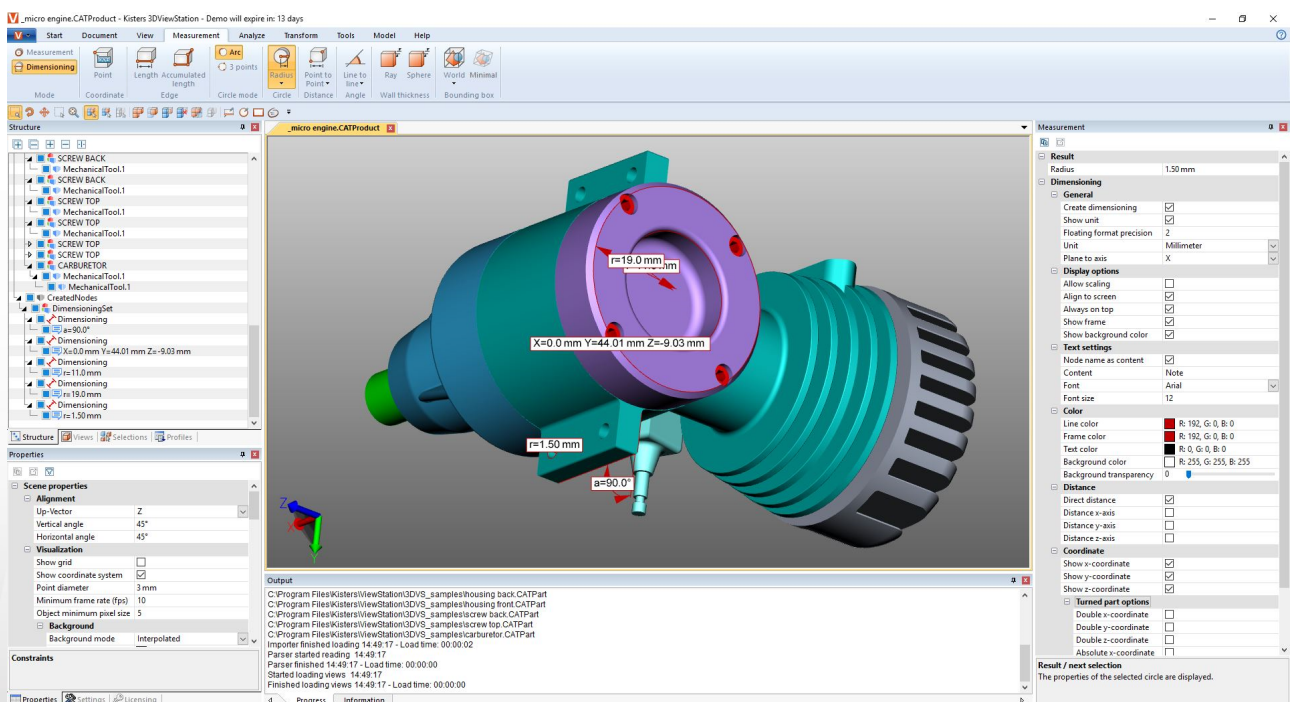 _micro engine.CATProduct - Kisters 3DViewStation - Demo will expire in: 13 days
Start Document View Measurement Analyze Transform Tools Model Help
Measurement
Dimensioning
Mode
Point
Coordinate
Length Accumulated length
Edge
Arc
3 points
Circle mode
Radius
Circle
Point to Point
Distance
Line to line
Angle
Ray Sphere
Wall thickness
World Minimal
Bounding box
Structure
SCREW BACK
MechanicalTool.1
SCREW BACK
MechanicalTool.1
SCREW TOP
MechanicalTool.1
SCREW TOP
MechanicalTool.1
SCREW TOP
SCREW TOP
CARBURETOR
MechanicalTool.1
MechanicalTool.1
CreatedNodes
DimensioningSet
Dimensioning
a=90.0°
Dimensioning
X=0.0 mm Y=44.01 mm Z=-9.03 mm
Dimensioning
r=11.0 mm
Dimensioning
r=19.0 mm
Dimensioning
r=1.50 mm
Structure Views Selections Profiles
Properties
Scene properties
Alignment
Up-Vector Z
Vertical angle 45°
Horizontal angle 45°
Visualization
Show grid
Show coordinate system
Point diameter 3 mm
Minimum frame rate (fps) 10
Object minimum pixel size 5
Background
Background mode Interpolated
Constraints
Properties Settings Licensing
_micro engine.CATProduct
r=19.0 mm
X=0.0 mm Y=44.01 mm Z=-9.03 mm
r=1.50 mm
a=90.0°
Z
X
Y
Output
C:\Program Files\Kisters\ViewStation\3DVS_samples\housing back.CATPart
C:\Program Files\Kisters\ViewStation\3DVS_samples\housing front.CATPart
C:\Program Files\Kisters\ViewStation\3DVS_samples\screw back.CATPart
C:\Program Files\Kisters\ViewStation\3DVS_samples\screw top.CATPart
C:\Program Files\Kisters\ViewStation\3DVS_samples\carburetor.CATPart
Importer finished loading 14:49:17 - Load time: 00:00:02
Parser started reading 14:49:17
Parser finished 14:49:17 - Load time: 00:00:00
Started loading views 14:49:17
Finished loading views 14:49:17 - Load time: 00:00:00
Progress Information
Measurement
Result
Radius 1.50 mm
Dimensioning
General
Create dimensioning
Show unit
Floating format precision 2
Unit Millimeter
Plane to axis X
Display options
Allow scaling
Align to screen
Always on top
Show frame
Show background color
Text settings
Node name as content
Content Note
Font Arial
Font size 12
Color
Line color R: 192, G: 0, B: 0
Frame color R: 192, G: 0, B: 0
Text color R: 0, G: 0, B: 0
Background color R: 255, G: 255, B: 255
Background transparency 0
Distance
Direct distance
Distance x-axis
Distance y-axis
Distance z-axis
Coordinate
Show x-coordinate
Show y-coordinate
Show z-coordinate
Turned part options
Double x-coordinate
Double y-coordinate
Double z-coordinate
Absolute x-coordinate
Result / next selection
The properties of the selected circle are displayed.